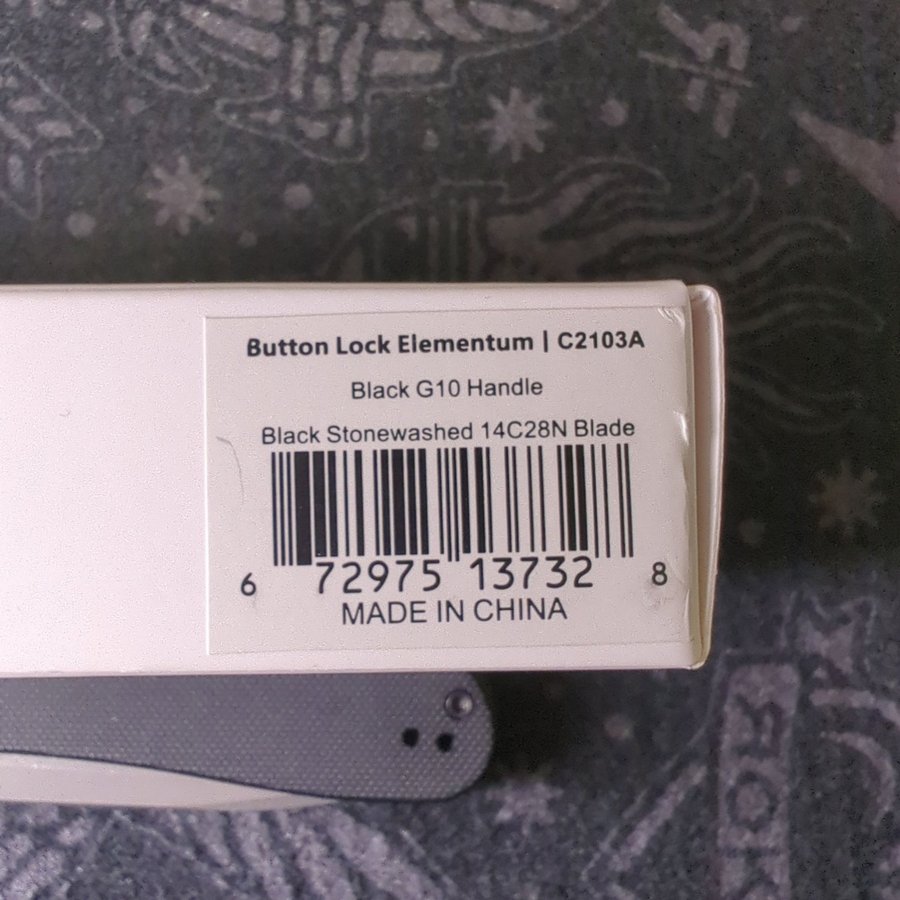 Button Lock Elementum | C2103A
Black G10 Handle
Black Stonewashed 14C28N Blade
6 72975 13732 8
MADE IN CHINA